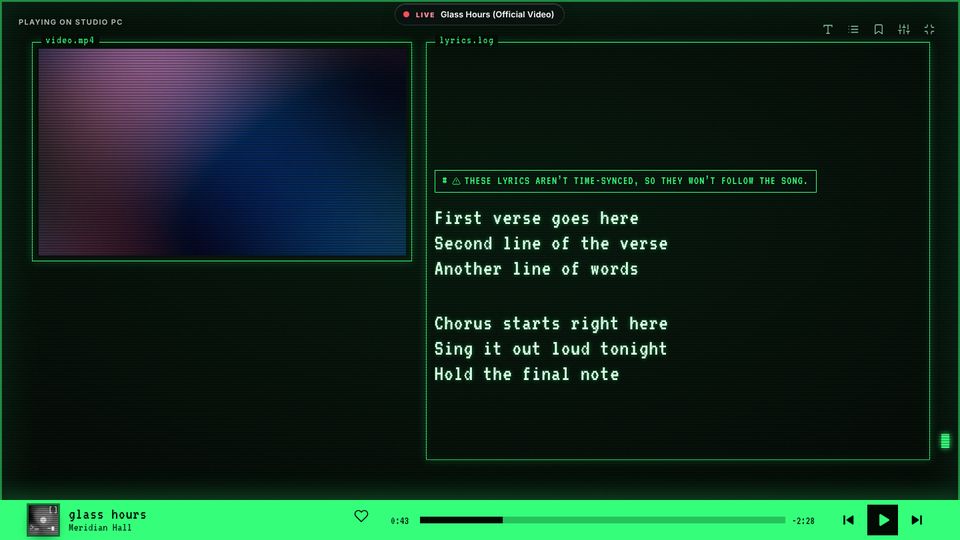 PLAYING ON STUDIO PC
LIVE Glass Hours (Official Video)
video.mp4
lyrics.log
# ⚠ THESE LYRICS AREN'T TIME-SYNCED, SO THEY WON'T FOLLOW THE SONG.
First verse goes here
Second line of the verse
Another line of words
Chorus starts right here
Sing it out loud tonight
Hold the final note
glass hours
Meridian Hall
0:43
-2:28